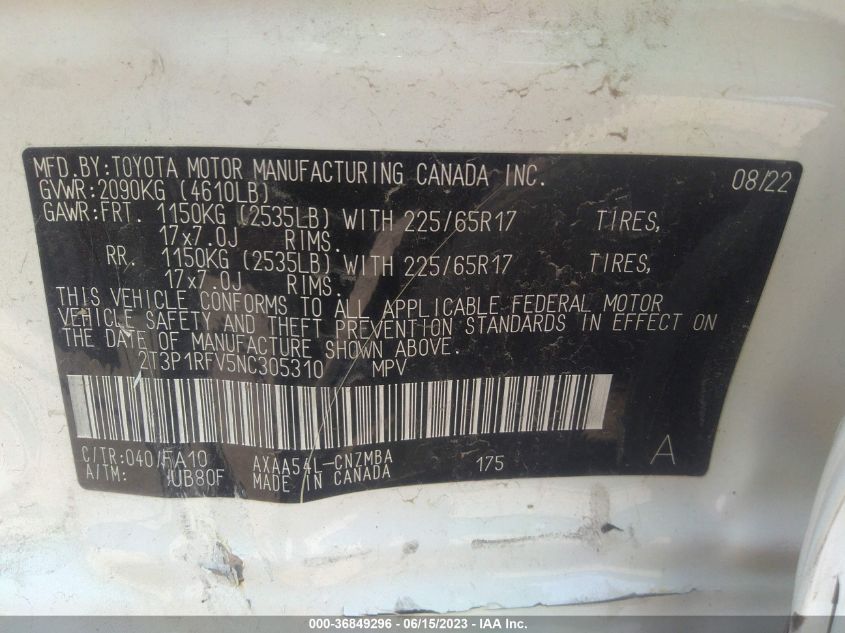 MFD.BY:TOYOTA MOTOR MANUFACTURING CANADA INC. 08/22
GVWR:2090KG (4610LB)
GAWR:FRT. 1150KG (2535LB) WITH 225/65R17 TIRES,
17x7.0J RIMS.
RR. 1150KG (2535LB) WITH 225/65R17 TIRES,
17x7.0J RIMS.
THIS VEHICLE CONFORMS TO ALL APPLICABLE FEDERAL MOTOR
VEHICLE SAFETY AND THEFT PREVENTION STANDARDS IN EFFECT ON
THE DATE OF MANUFACTURE SHOWN ABOVE.
2T3P1RFV5NC305310 MPV
C/TR:040/FA10 AXAA54L-CNZMBA 175 A
A/TM: UB80F MADE IN CANADA
000-36849296 - 06/15/2023 - IAA Inc.